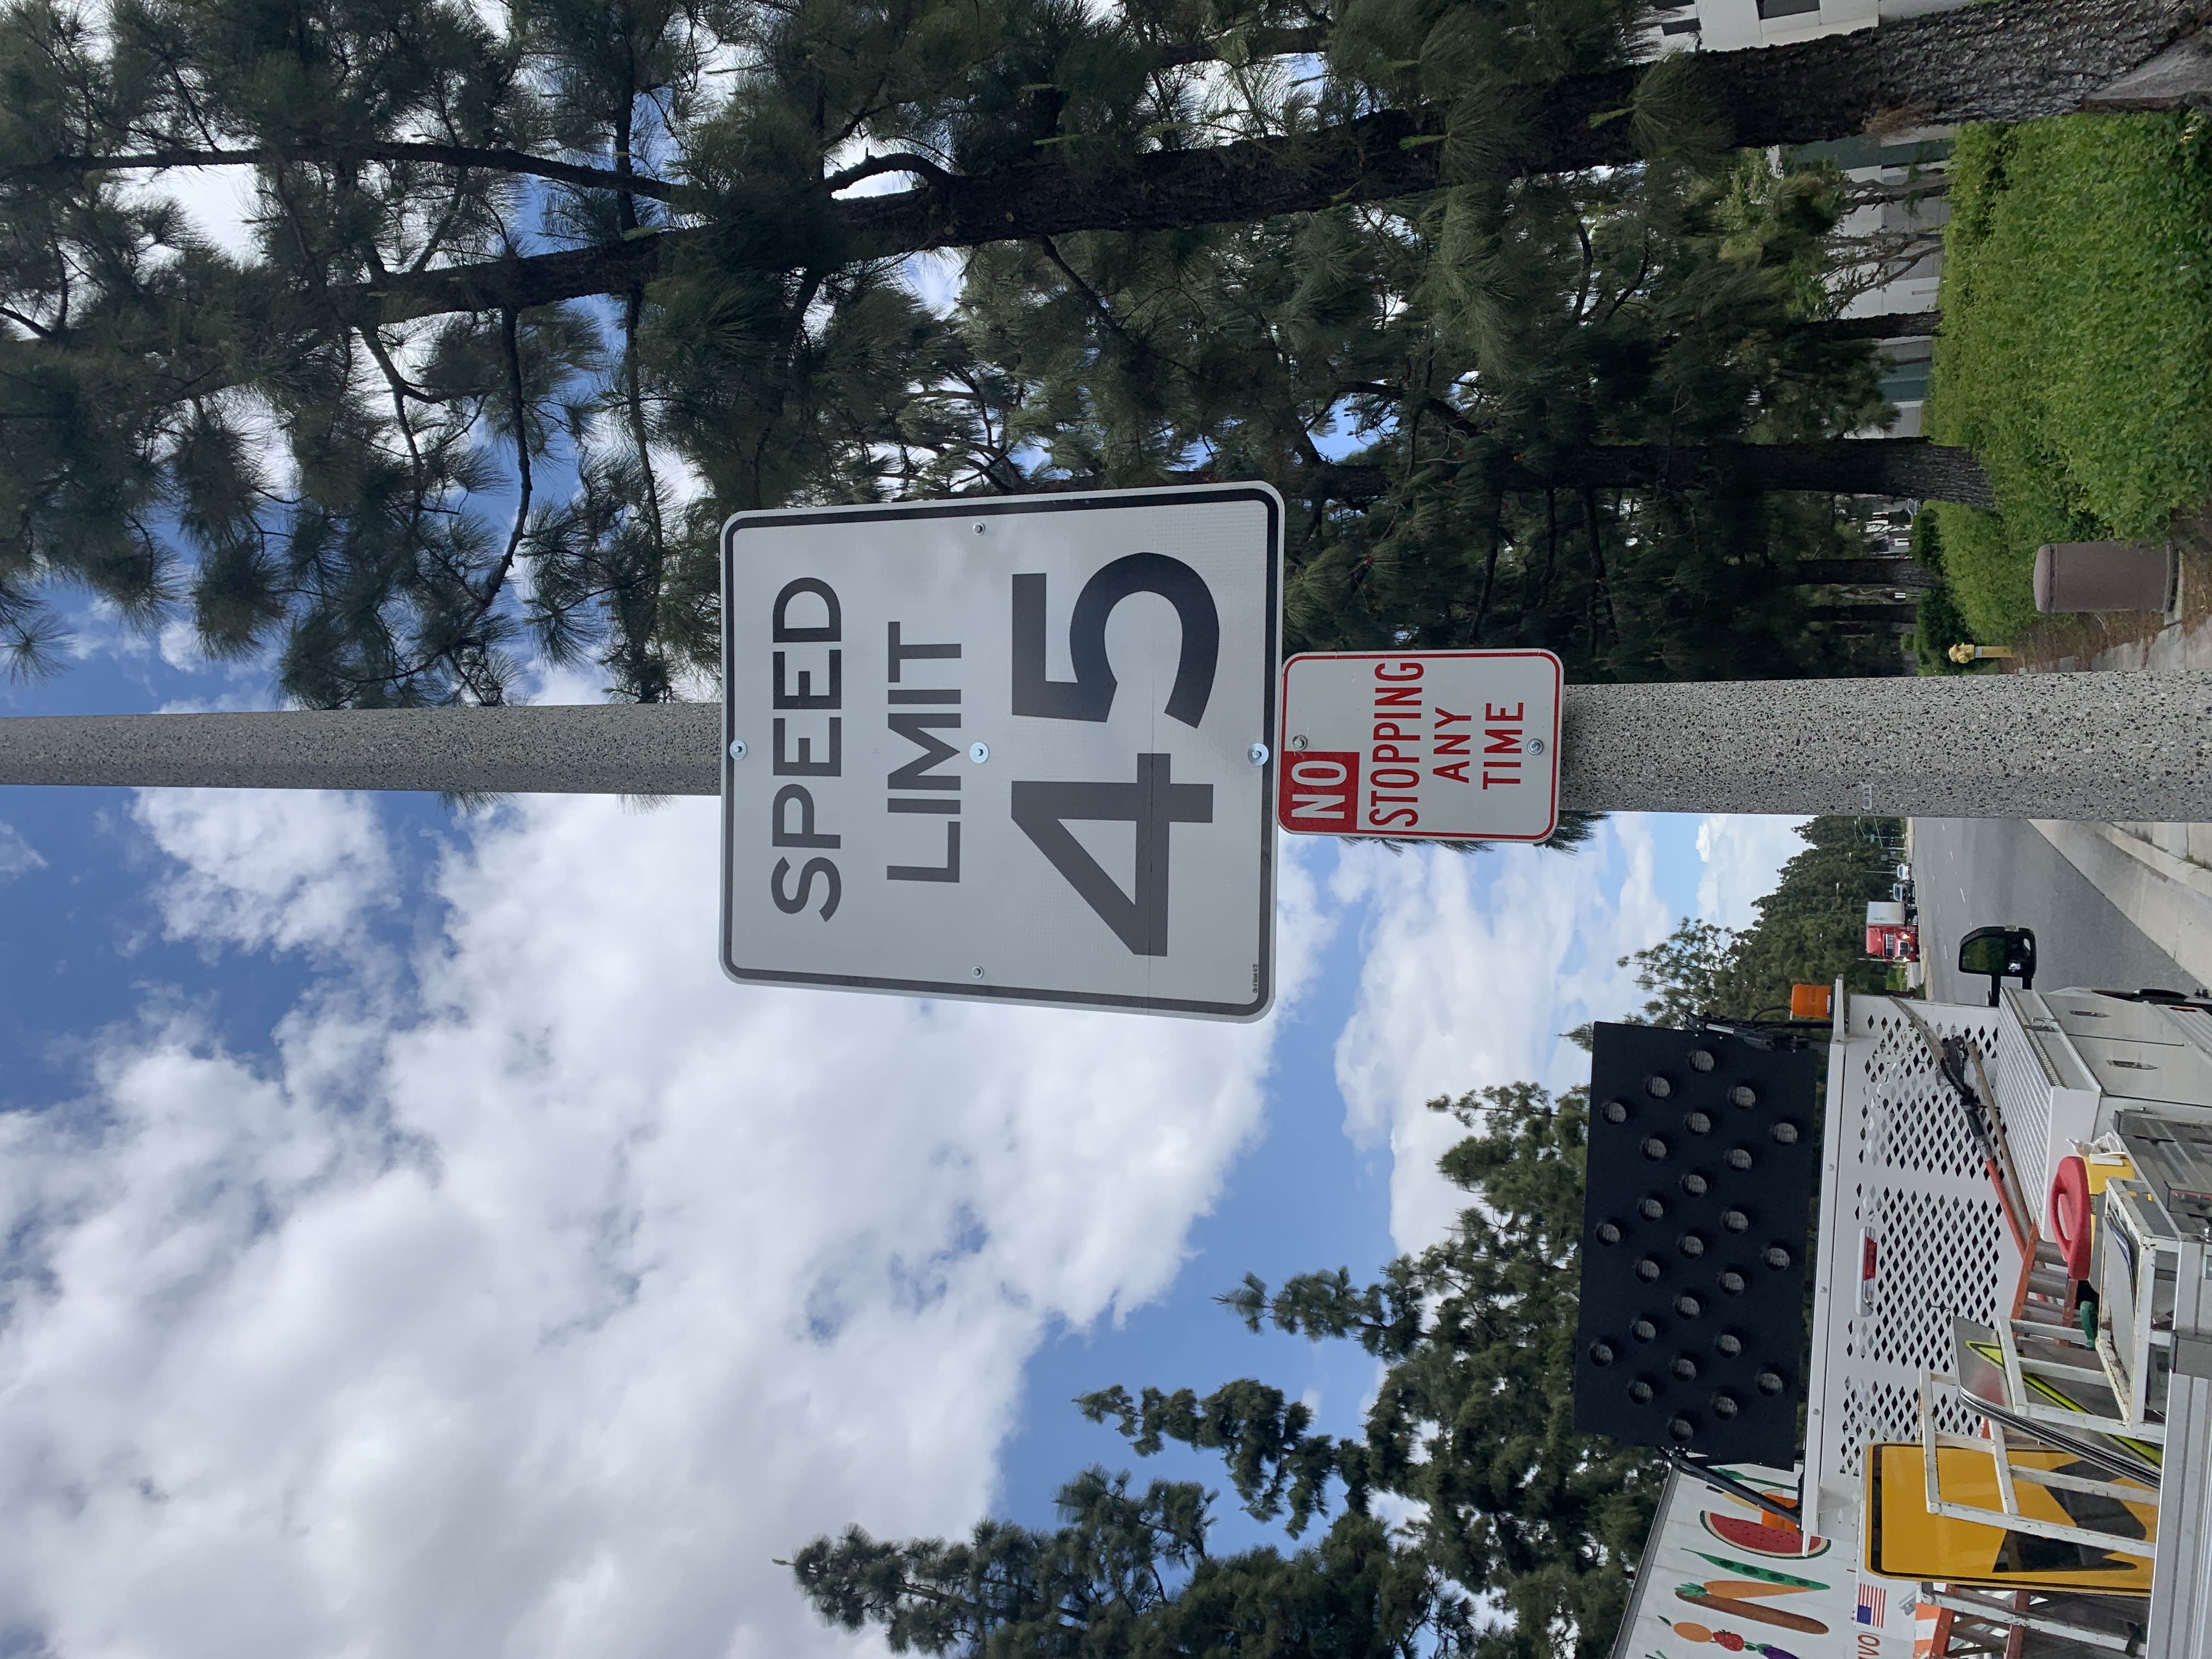 SPEED
LIMIT
45
NO
STOPPING
ANY
TIME